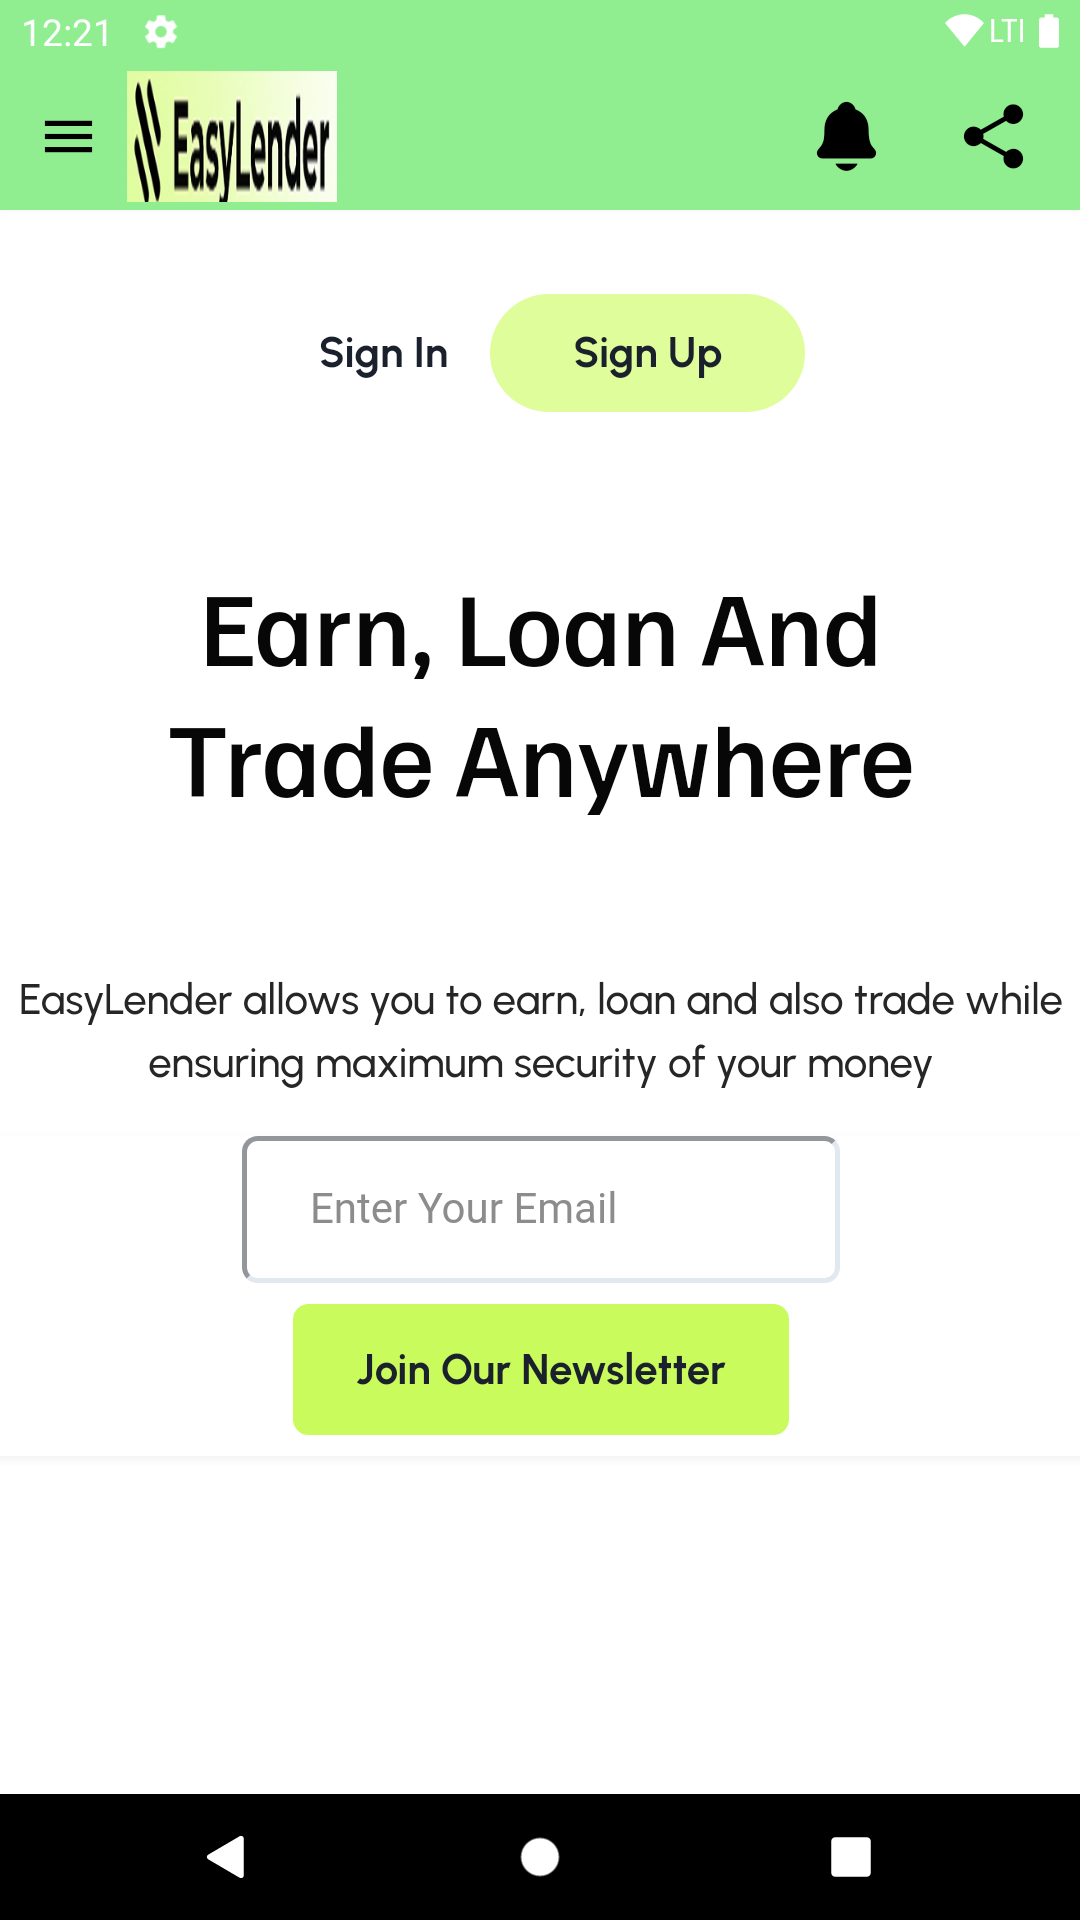 12:21
LTI
EasyLender
Sign In
Sign Up
Earn, Loan And
Trade Anywhere
EasyLender allows you to earn, loan and also trade while
ensuring maximum security of your money
Enter Your Email
Join Our Newsletter